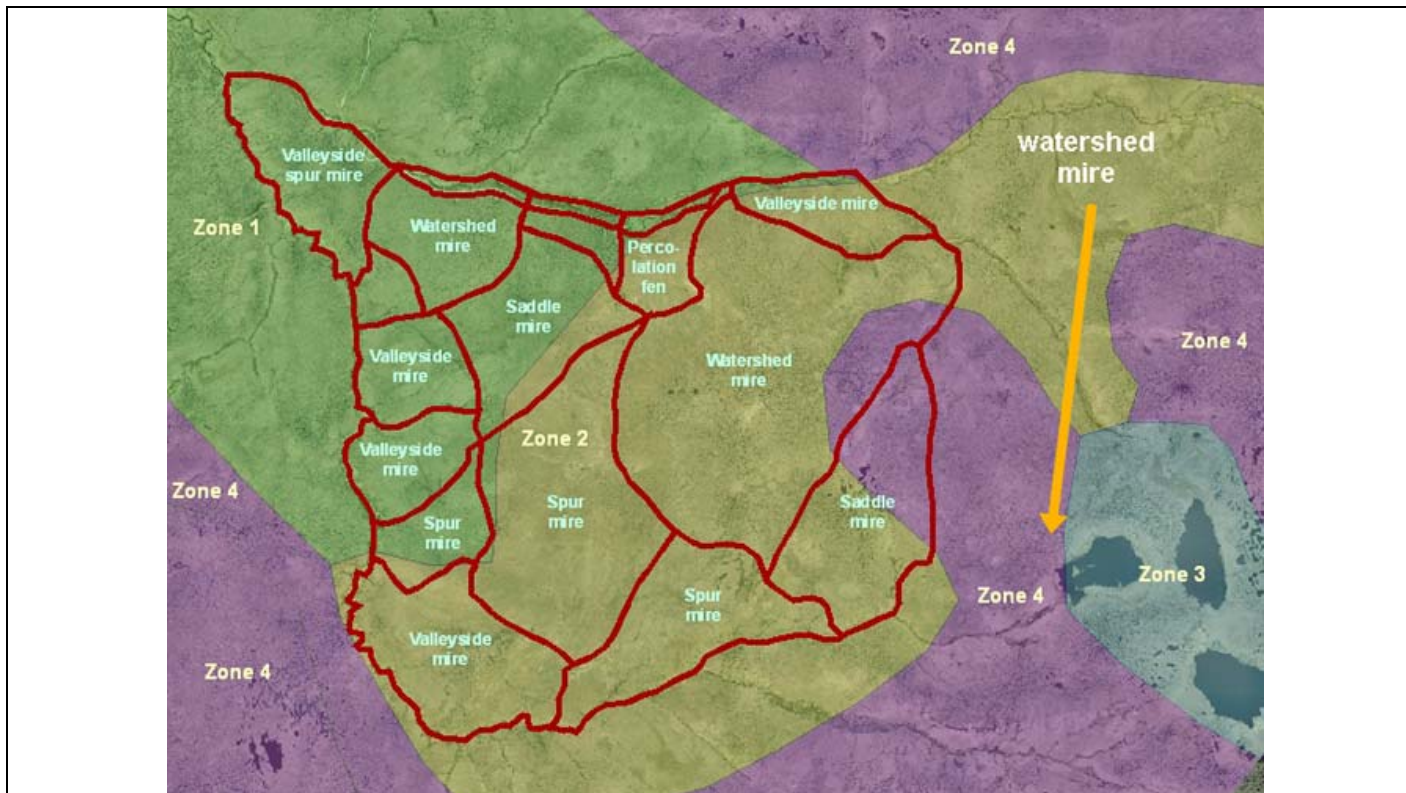 Zone 4
watershed
mire
Valleyside
spur mire
Valleyside mire
Zone 1
Watershed
mire
Perco-
lation
fen
Saddle
mire
Zone 4
Valleyside
mire
Watershed
mire
Zone 2
Valleyside
mire
Zone 4
Spur
mire
Saddle
mire
Spur
mire
Zone 3
Zone 4
Spur
mire
Valleyside
mire
Zone 4